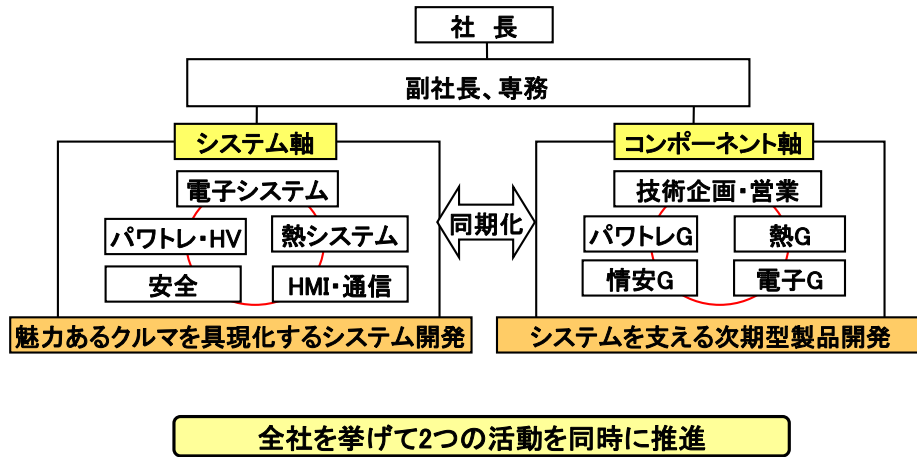 社 長
副社長、専務
システム軸
コンポーネント軸
電子システム
パワトレ・HV
熱システム
安全
HMI・通信
同期化
技術企画・営業
パワトレG
熱G
情安G
電子G
魅力あるクルマを具現化するシステム開発
システムを支える次期型製品開発
全社を挙げて2つの活動を同時に推進